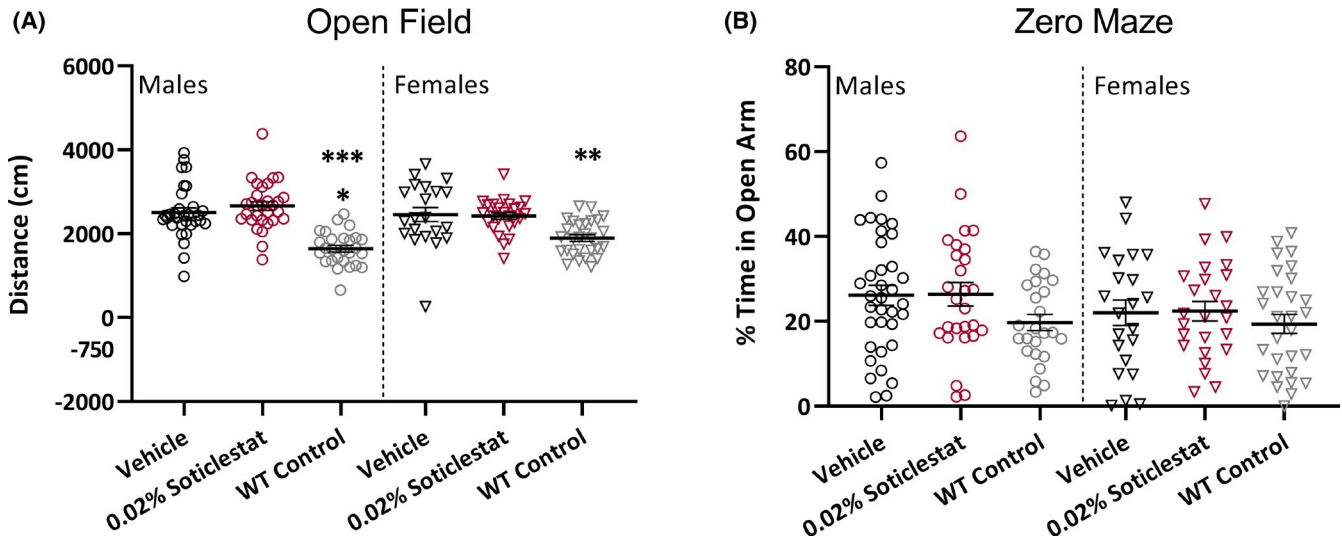 (A)
Open Field
6000
4000
2000
0
-750
-2000
Distance (cm)
Males
Females
***
*
**
Vehicle
0.02% Soticlestat
WT Control
Vehicle
0.02% Soticlestat
WT Control
(B)
Zero Maze
80
60
40
20
0
% Time in Open Arm
Males
Females
Vehicle
0.02% Soticlestat
WT Control
Vehicle
0.02% Soticlestat
WT Control